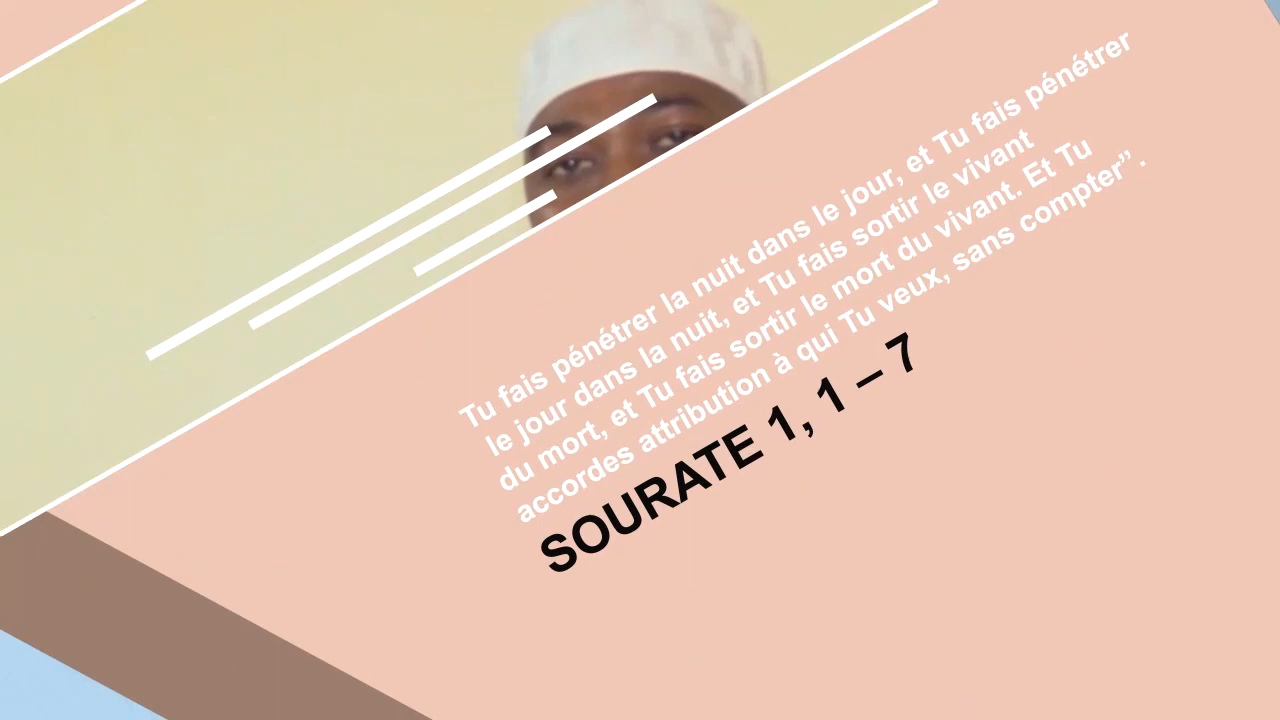 Tu fais pénétrer la nuit dans le jour, et Tu fais pénétrer
le jour dans la nuit, et Tu fais sortir le vivant
du mort, et Tu fais sortir le mort du vivant. Et Tu
accordes attribution à qui Tu veux, sans compter” .
SOURATE 1, 1 – 7